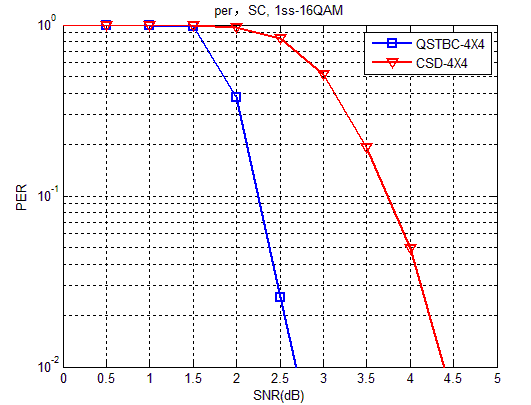 per，SC, 1ss-16QAM
QSTBC-4X4
CSD-4X4
PER
10^0
10^-1
10^-2
0 0.5 1 1.5 2 2.5 3 3.5 4 4.5 5
SNR(dB)